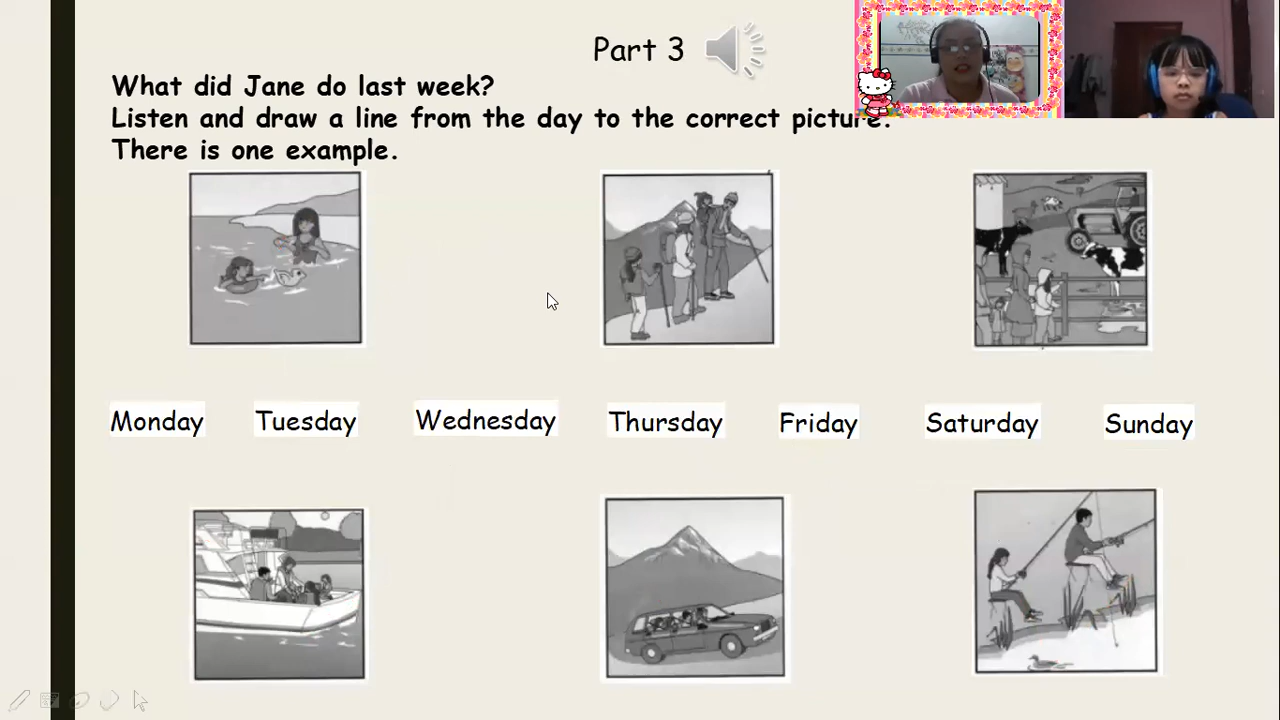 Part 3
What did Jane do last week?
Listen and draw a line from the day to the correct picture.
There is one example.
Monday Tuesday Wednesday Thursday Friday Saturday Sunday